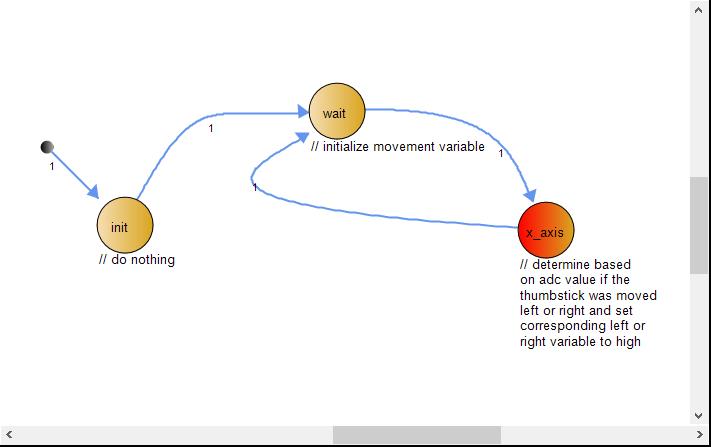 wait
1
// initialize movement variable
1
1
1
init
x_axis
// do nothing
// determine based
on adc value if the
thumbstick was moved
left or right and set
corresponding left or
right variable to high